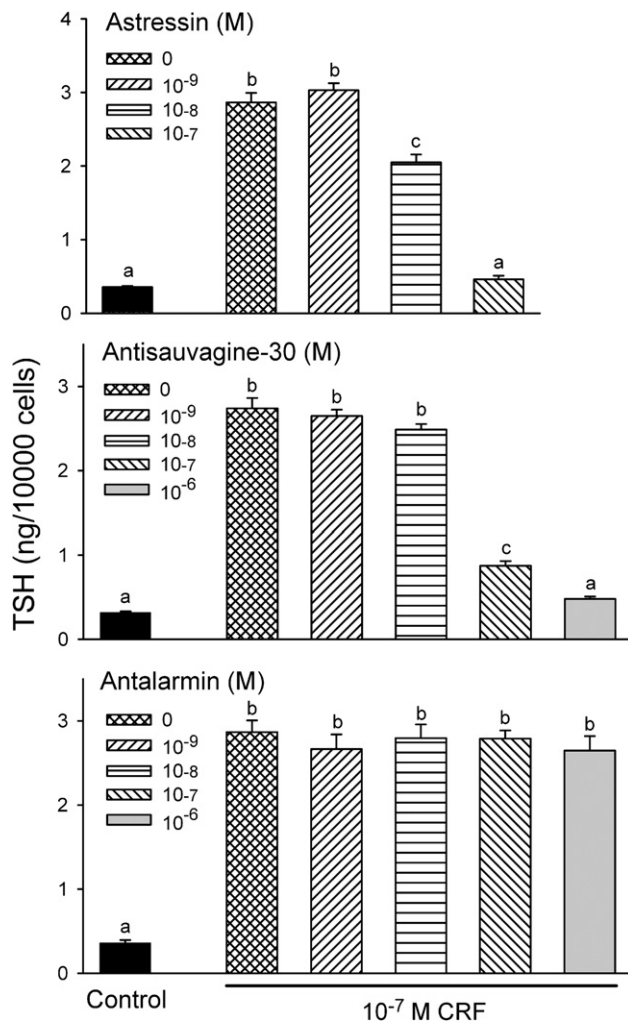 Astressin (M)
4
0
10-9
10-8
10-7
3
2
1
0
a
b
b
c
a
Antisauvagine-30 (M)
3
0
10-9
10-8
10-7
10-6
2
1
0
a
b
b
b
c
a
TSH (ng/10000 cells)
Antalarmin (M)
3
0
10-9
10-8
10-7
10-6
2
1
0
a
b
b
b
b
b
Control
10-7 M CRF